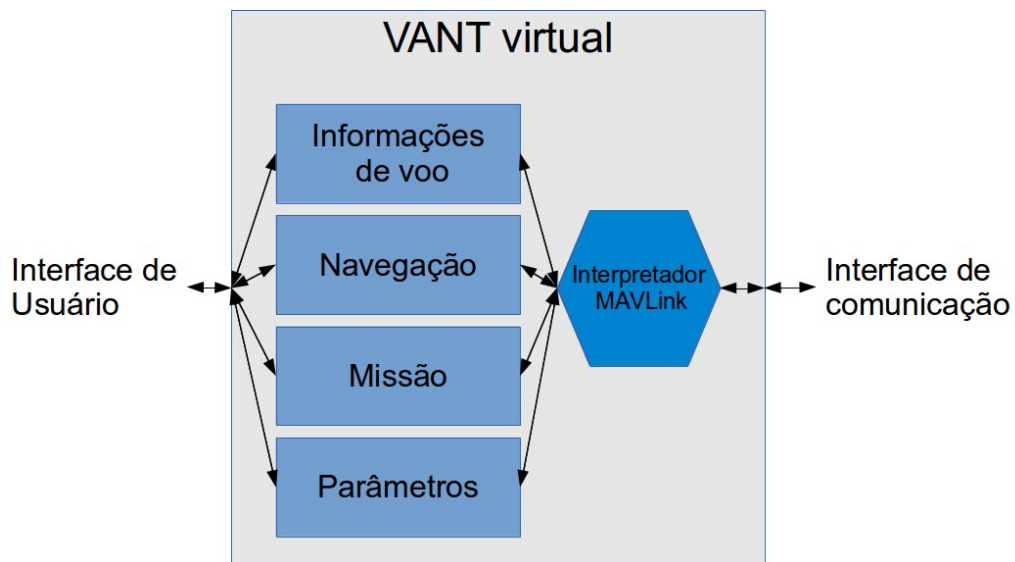 VANT virtual
Informações
de voo
Navegação
Missão
Parâmetros
Interface de
Usuário
Interpretador
MAVLink
Interface de
comunicação